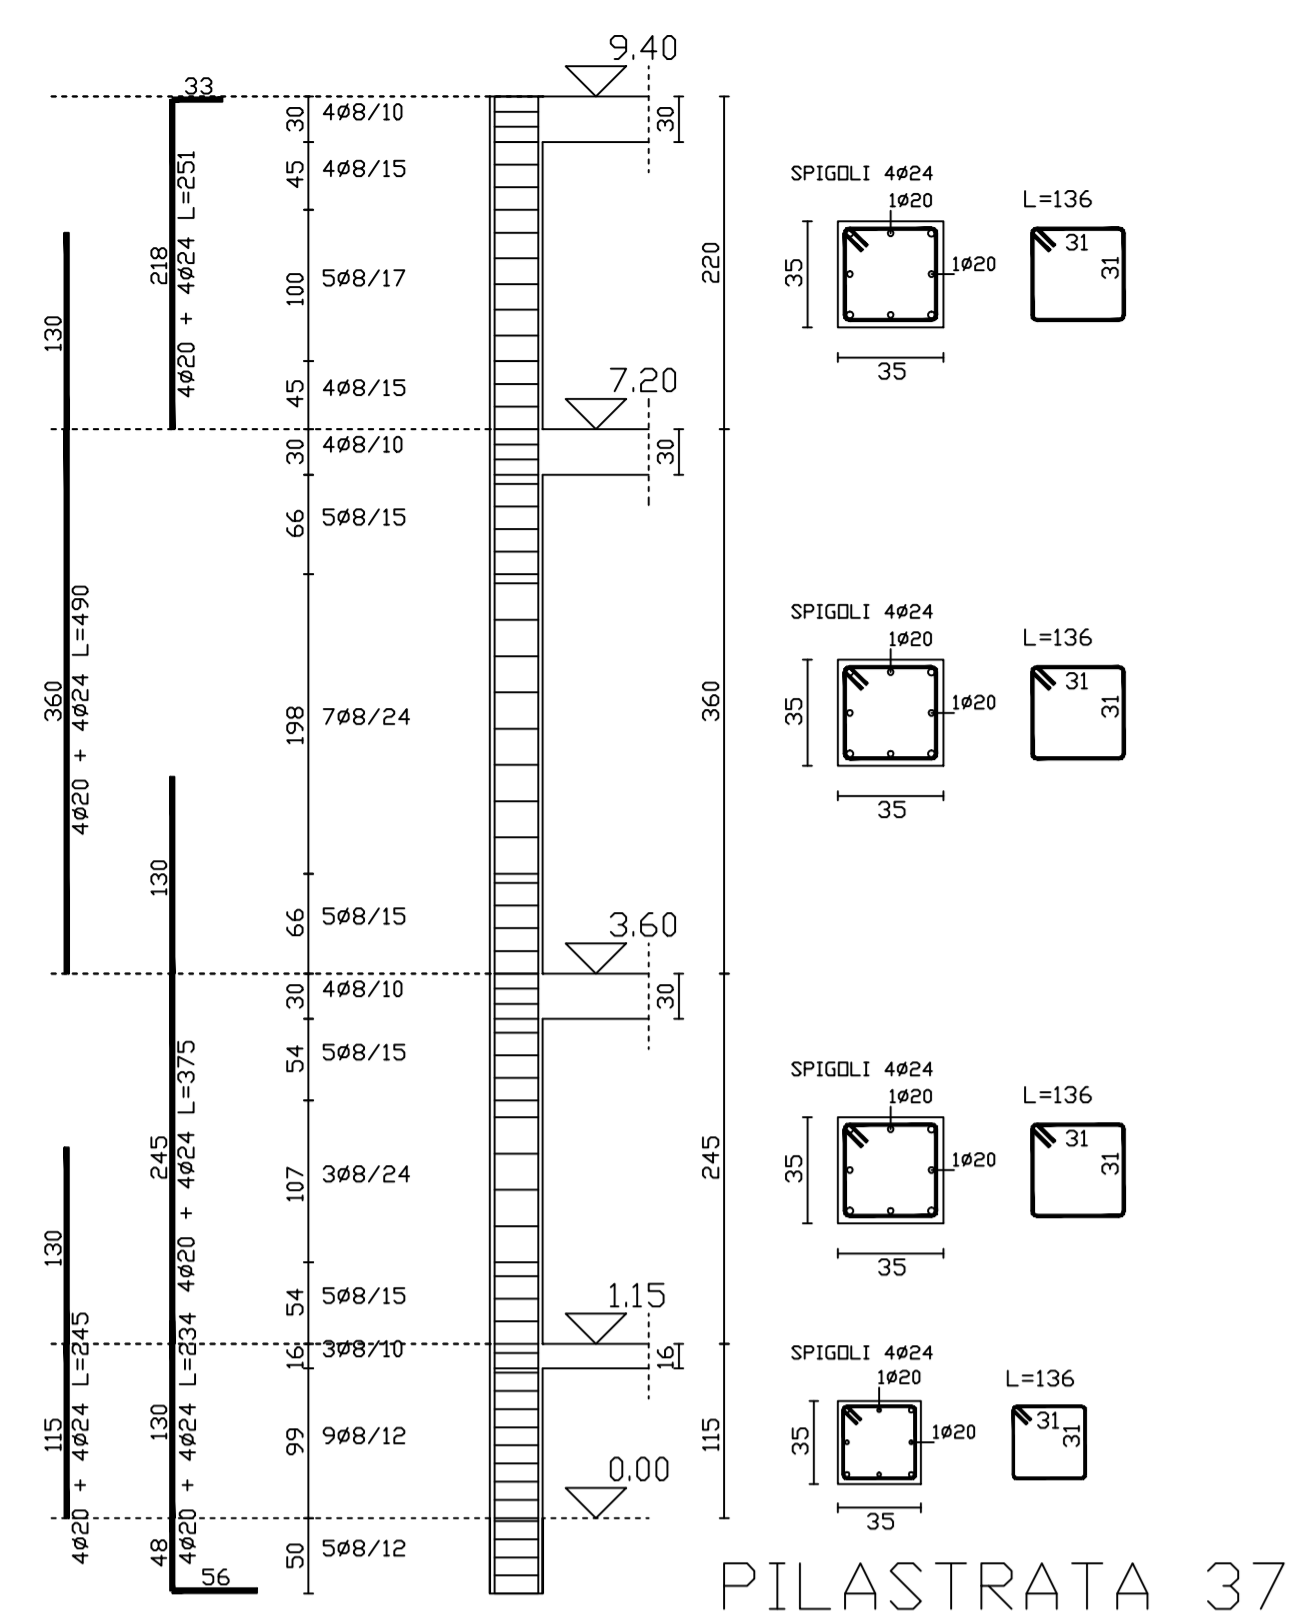 9.40
33
30
4ø8/10
30
45
4ø8/15
4ø20 + 4ø24 L=251
218
100
5ø8/17
220
SPIGOLI 4ø24
1ø20
L=136
35
1ø20
31
31
35
130
45
4ø8/15
7.20
30
4ø8/10
30
66
5ø8/15
4ø20 + 4ø24 L=490
360
198
7ø8/24
360
SPIGOLI 4ø24
1ø20
L=136
35
1ø20
31
31
35
130
66
5ø8/15
3.60
30
4ø8/10
30
54
5ø8/15
4ø20 + 4ø24 L=375
245
107
3ø8/24
245
SPIGOLI 4ø24
1ø20
L=136
35
1ø20
31
31
35
130
54
5ø8/15
1.15
16
3ø8/10
16
4ø20 + 4ø24 L=245
115
4ø20 + 4ø24 L=234
130
99
9ø8/12
115
SPIGOLI 4ø24
1ø20
L=136
35
1ø20
31
31
35
0.00
48
56
50
5ø8/12
PILASTRATA 37